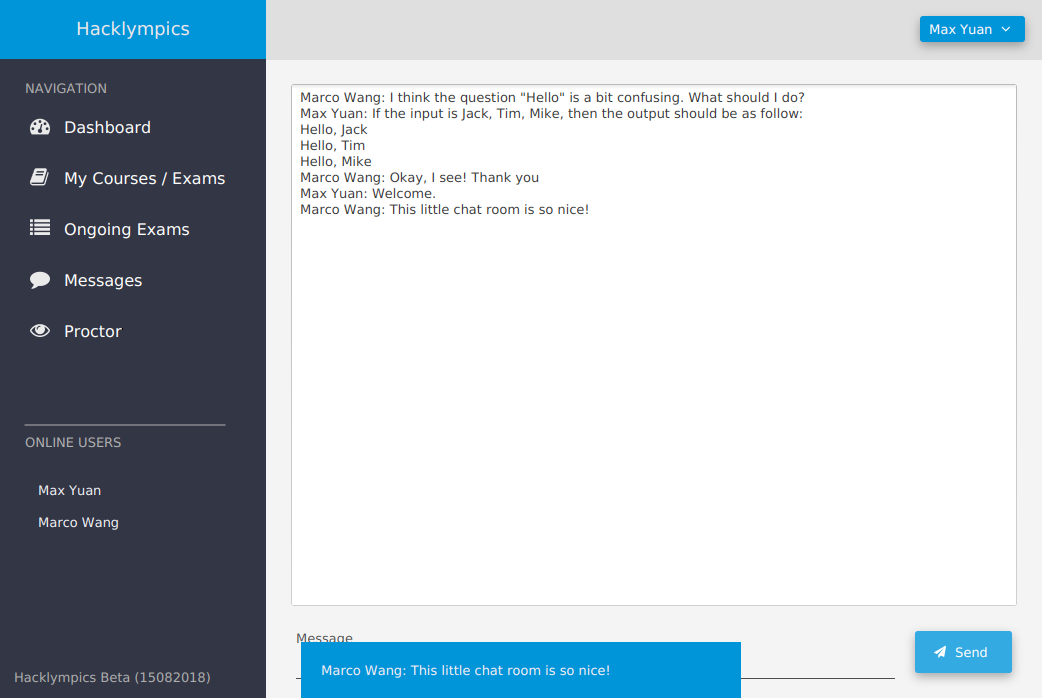 Hacklympics
Max Yuan
NAVIGATION
Dashboard
My Courses / Exams
Ongoing Exams
Messages
Proctor
ONLINE USERS
Max Yuan
Marco Wang
Hacklympics Beta (15082018)
Marco Wang: I think the question "Hello" is a bit confusing. What should I do?
Max Yuan: If the input is Jack, Tim, Mike, then the output should be as follow:
Hello, Jack
Hello, Tim
Hello, Mike
Marco Wang: Okay, I see! Thank you
Max Yuan: Welcome.
Marco Wang: This little chat room is so nice!
Message
Send
Marco Wang: This little chat room is so nice!